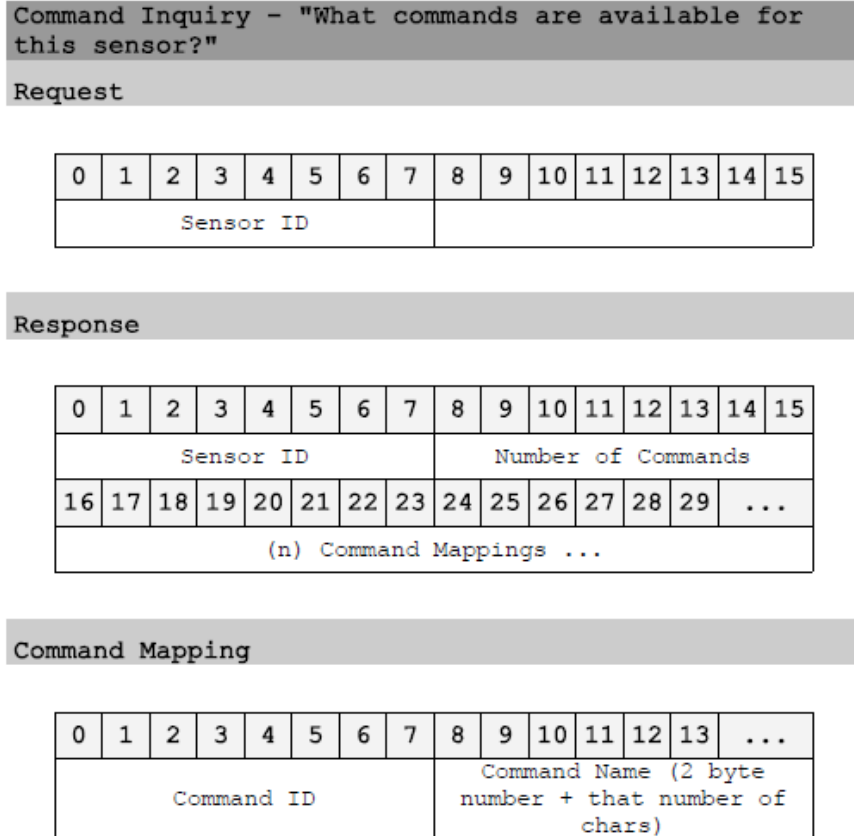 Command Inquiry – "What commands are available for
this sensor?"
Request
0 1 2 3 4 5 6 7 8 9 10 11 12 13 14 15
Sensor ID
Response
0 1 2 3 4 5 6 7 8 9 10 11 12 13 14 15
Sensor ID Number of Commands
16 17 18 19 20 21 22 23 24 25 26 27 28 29 ...
(n) Command Mappings ...
Command Mapping
0 1 2 3 4 5 6 7 8 9 10 11 12 13 ...
Command ID
Command Name (2 byte
number + that number of
chars)